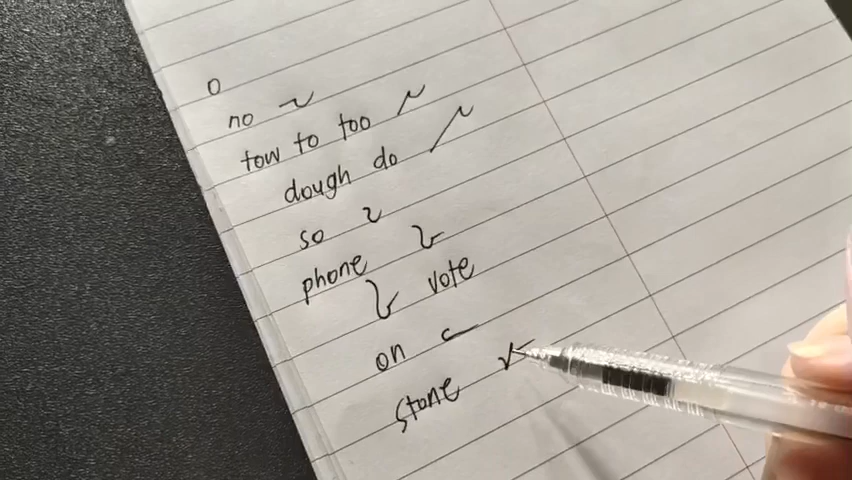 o
no
tow to too
dough do
so
phone
vote
on
stone